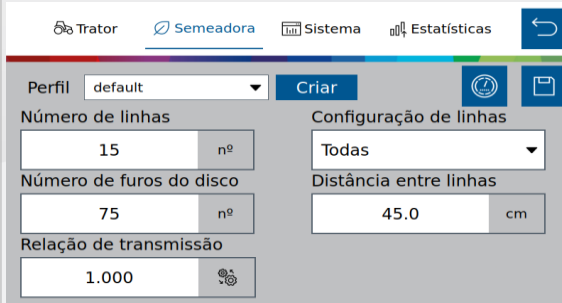 Trator Semeadora Sistema Estatísticas
Perfil default Criar
Número de linhas Configuração de linhas
15 nº Todas
Número de furos do disco Distância entre linhas
75 nº 45.0 cm
Relação de transmissão
1.000